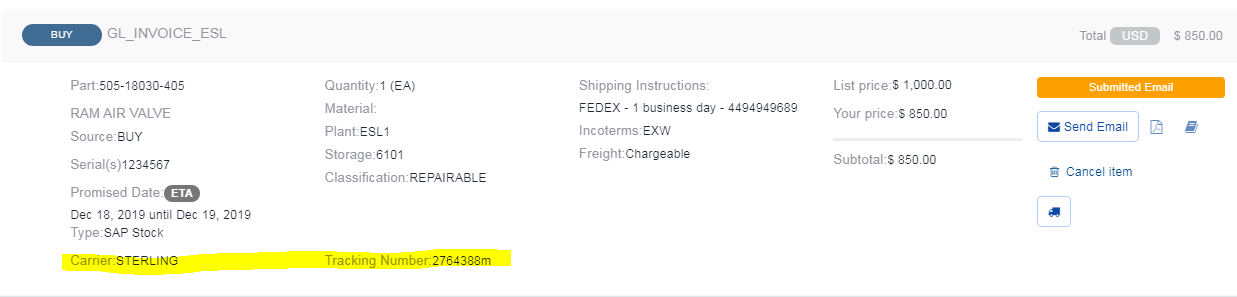 BUY GL_INVOICE_ESL Total USD $ 850.00
Part:505-18030-405
RAM AIR VALVE
Source:BUY
Serial(s)1234567
Promised Date:ETA
Dec 18, 2019 until Dec 19, 2019
Type:SAP Stock
Carrier:STERLING
Quantity:1 (EA)
Material:
Plant:ESL1
Storage:6101
Classification:REPAIRABLE
Tracking Number:2764388m
Shipping Instructions:
FEDEX - 1 business day - 4494949689
Incoterms:EXW
Freight:Chargeable
List price:$ 1,000.00
Your price:$ 850.00
Subtotal:$ 850.00
Submitted Email
Send Email
Cancel item